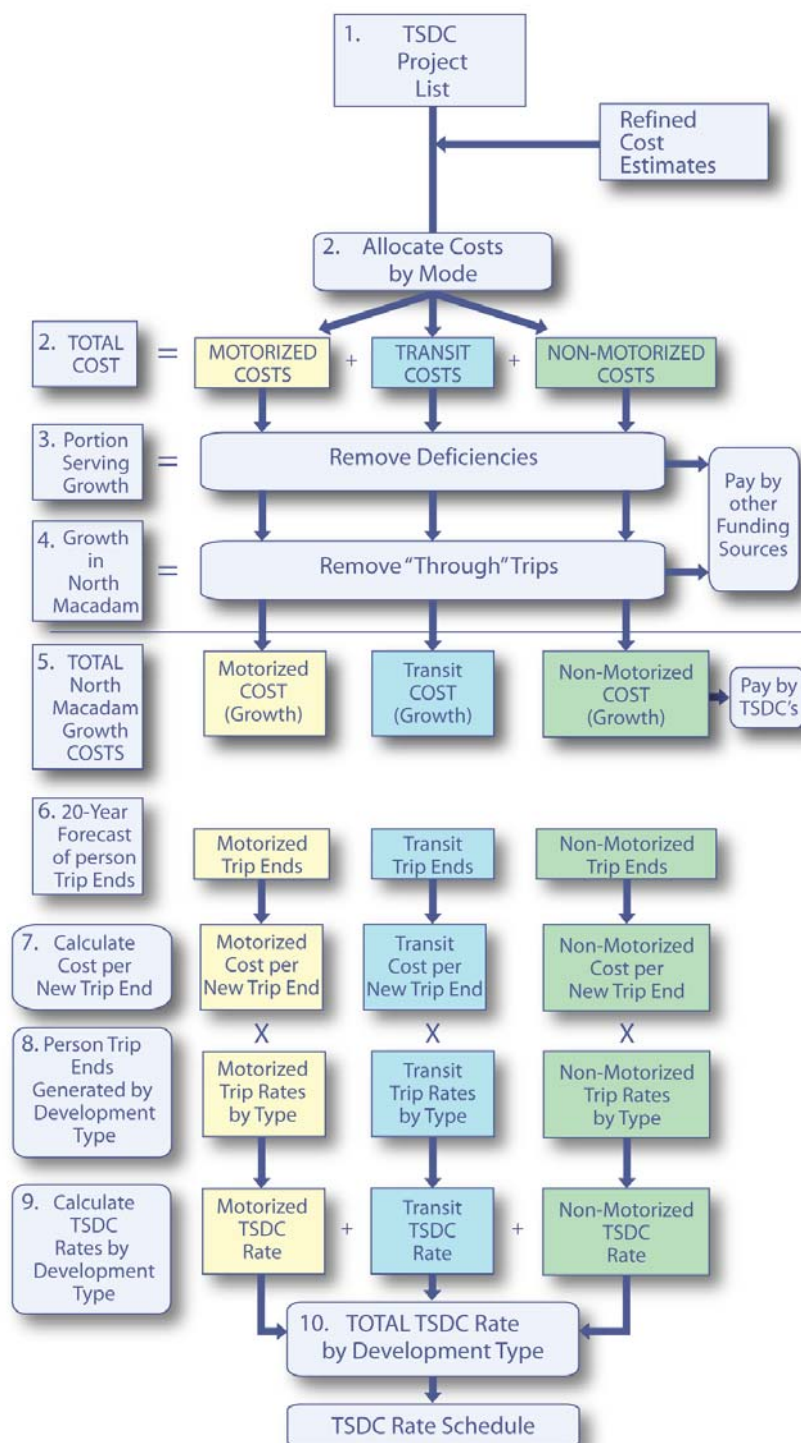 1. TSDC
Project
List
Refined
Cost
Estimates
2. Allocate Costs
by Mode
2. TOTAL
COST
=
MOTORIZED
COSTS
+
TRANSIT
COSTS
+
NON-MOTORIZED
COSTS
3. Portion
Serving
Growth
=
Remove Deficiencies
Pay by
other
Funding
Sources
4. Growth
in
North
Macadam
=
Remove "Through" Trips
5. TOTAL
North
Macadam
Growth
COSTS
Motorized
COST
(Growth)
Transit
COST
(Growth)
Non-Motorized
COST
(Growth)
Pay by
TSDC's
6. 20-Year
Forecast
of person
Trip Ends
Motorized
Trip Ends
Transit
Trip Ends
Non-Motorized
Trip Ends
7. Calculate
Cost per
New Trip End
Motorized
Cost per
New Trip End
Transit
Cost per
New Trip End
Non-Motorized
Cost per
New Trip End
X
X
X
8. Person Trip
Ends
Generated by
Development
Type
Motorized
Trip Rates
by Type
Transit
Trip Rates
by Type
Non-Motorized
Trip Rates
by Type
9. Calculate
TSDC
Rates by
Development
Type
Motorized
TSDC
Rate
+
Transit
TSDC
Rate
+
Non-Motorized
TSDC
Rate
10. TOTAL TSDC Rate
by Development Type
TSDC Rate Schedule